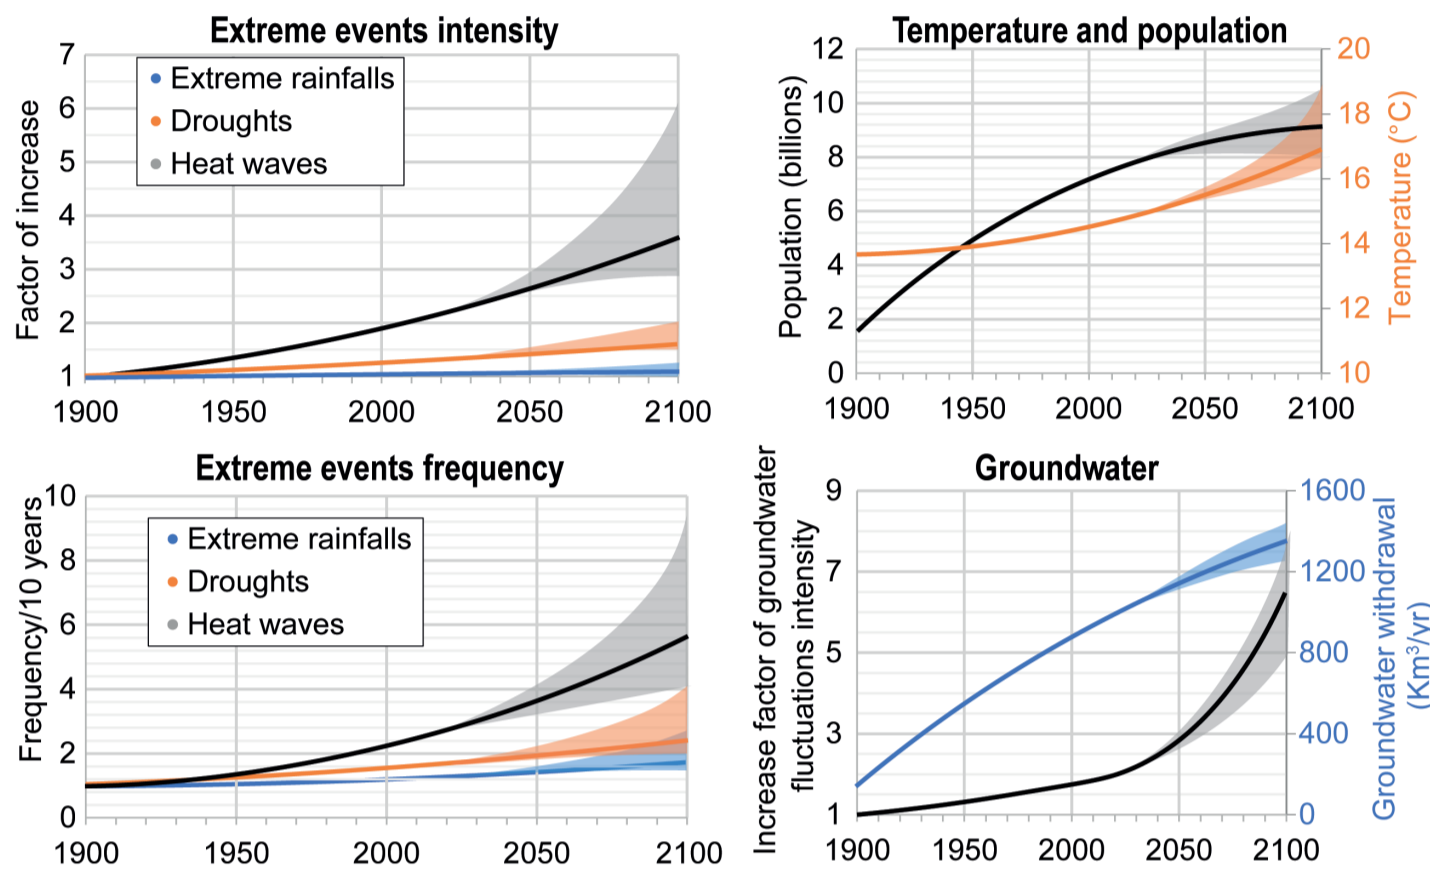 Extreme events intensity
Factor of increase
7
6
5
4
3
2
1
Extreme rainfalls
Droughts
Heat waves
1900 1950 2000 2050 2100
Temperature and population
Population (billions)
12
10
8
6
4
2
0
20
18
16
14
12
10
Temperature (°C)
1900 1950 2000 2050 2100
Extreme events frequency
Frequency/10 years
10
8
6
4
2
0
Extreme rainfalls
Droughts
Heat waves
1900 1950 2000 2050 2100
Groundwater
Increase factor of groundwater
fluctuations intensity
9
7
5
3
1
1600
1200
800
400
0
Groundwater withdrawal
(Km³/yr)
1900 1950 2000 2050 2100